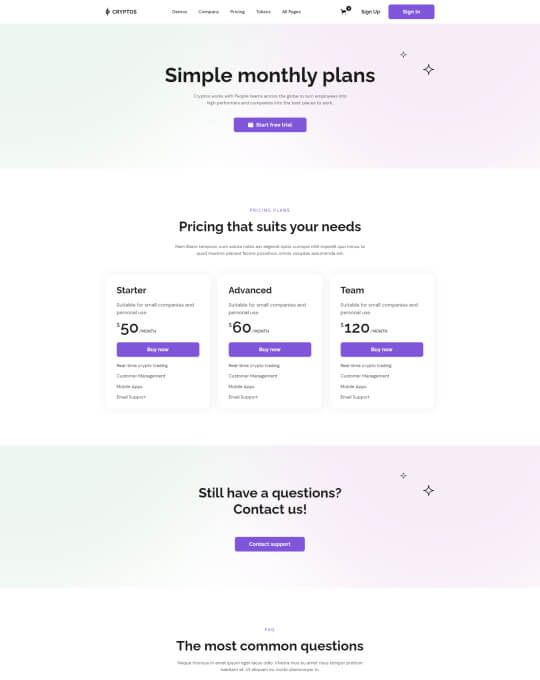 CRYPTOS
Demos Company Pricing Tokens All Pages
Sign Up Sign In
Simple monthly plans
Cryptos works with People teams across the globe to turn employees into
high performers and companies into the best places to work.
Start free trial
PRICING PLANS
Pricing that suits your needs
Nam libero tempore, cum soluta nobis est eligendi optio cumque nihil impedit quo minus id
quod maxime placeat facere possimus, omnis voluptas assumenda est.
Starter
Suitable for small companies and
personal use
$50 /MONTH
Buy now
Real-time crypto trading
Customer Management
Mobile Apps
Email Support
Advanced
Suitable for small companies and
personal use
$60 /MONTH
Buy now
Real-time crypto trading
Customer Management
Mobile Apps
Email Support
Team
Suitable for small companies and
personal use
$120 /MONTH
Buy now
Real-time crypto trading
Customer Management
Mobile Apps
Email Support
Still have a questions?
Contact us!
Contact support
FAQ
The most common questions
Neque rhoncus in amet ipsum eget lacus odio. Viverra mus eu amet risus tempor pretium
habitant et. Ut aliquam eu morbi ullamcorper in.